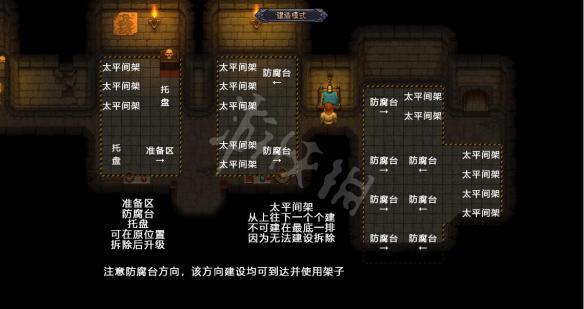 建造模式
太平间架
太平间架
太平间架
托盘
托盘
准备区
→
太平间架
太平间架
太平间架
防腐台
←
太平间架
太平间架
防腐台
←
防腐台
→
太平间架
太平间架
防腐台
→
防腐台
←
防腐台
→
防腐台
←
防腐台
→
防腐台
←
太平间架
太平间架
太平间架
太平间架
准备区
防腐台
托盘
可在原位置
拆除后升级
太平间架
从上往下一个个建
不可建在最底一排
因为无法建设拆除
注意防腐台方向，该方向建设均可到达并使用架子
游侠网